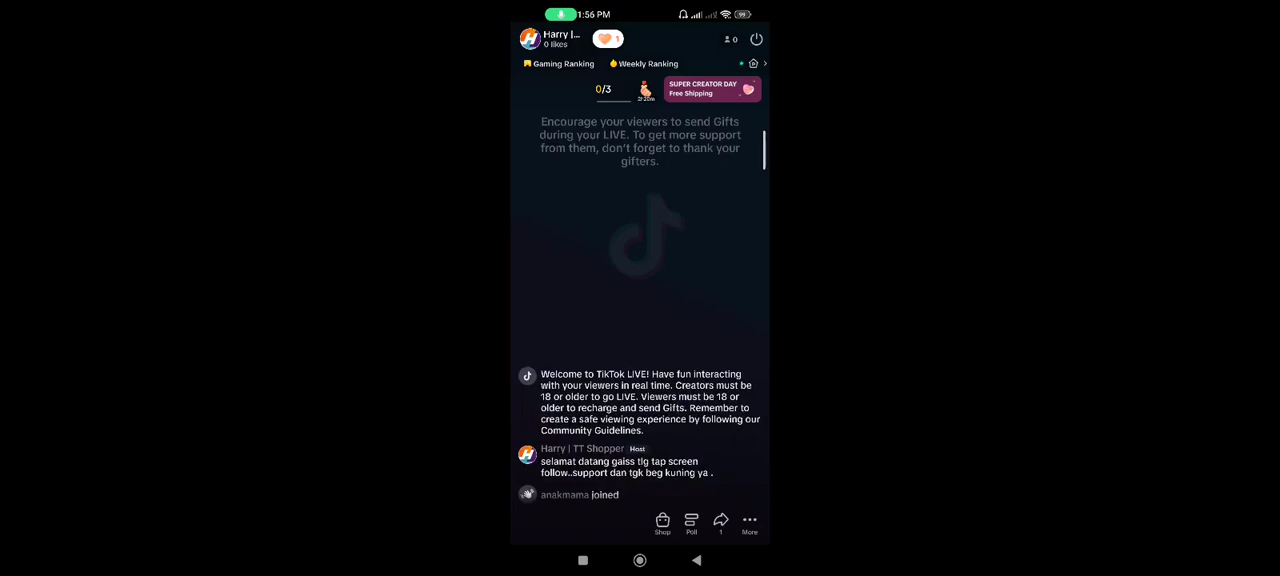 1:56 PM
99
Harry |...
0 likes
1
0
Gaming Ranking
Weekly Ranking
0/3
2h20m
SUPER CREATOR DAY
Free Shipping
Encourage your viewers to send Gifts
during your LIVE. To get more support
from them, don't forget to thank your
gifters.
Welcome to TikTok LIVE! Have fun interacting
with your viewers in real time. Creators must be
18 or older to go LIVE. Viewers must be 18 or
older to recharge and send Gifts. Remember to
create a safe viewing experience by following our
Community Guidelines.
Harry | TT Shopper Host
selamat datang gaiss tlg tap screen
follow..support dan tgk beg kuning ya .
anakmama joined
Shop
Poll
1
More